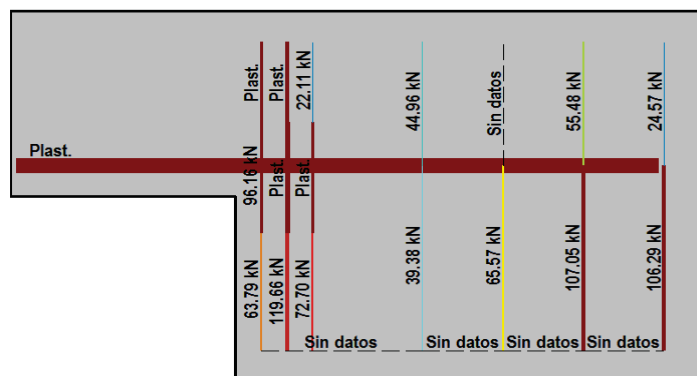 Plast.
Plast.
22.11 kN
44.96 kN
Sin datos
55.48 kN
24.57 kN
Plast.
96.16 kN
Plast.
Plast.
63.79 kN
119.66 kN
72.70 kN
39.38 kN
65.57 kN
107.05 kN
106.29 kN
Sin datos
Sin datos
Sin datos
Sin datos